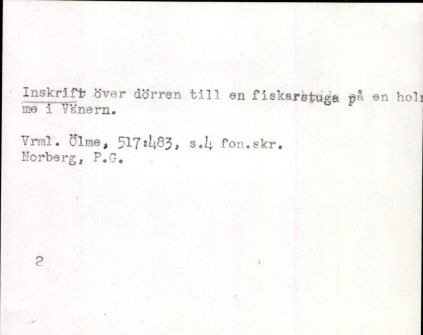 Inskrift över dörren till en fiskarstuga på en hol
me i Vänern.
Vrml. Ölme, 517:483, s.4 fon.skr.
Norberg, P.G.
2